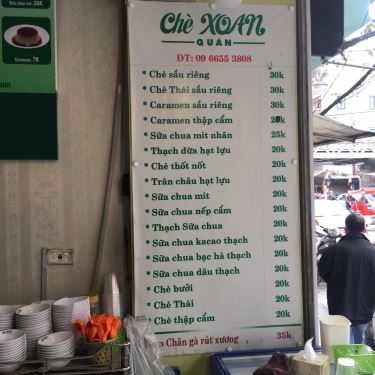 30K
Caramen: 7K
Chè XOAN
QUÁN
ĐT: 09 6655 3808
* Chè sầu riêng 30k
* Chè Thái sầu riêng 30k
* Caramen sầu riêng 30k
* Caramen thập cẩm 20k
* Sữa chua mít nhãn 25k
* Thạch dừa hạt lựu 20k
* Chè thốt nốt 20k
* Trân châu hạt lựu 20k
* Sữa chua mít 20k
* Sữa chua nếp cẩm 20k
* Thạch Sữa chua 20k
* Sữa chua kacao thạch 20k
* Sữa chua bạc hà thạch 20k
* Sữa chua dâu thạch 20k
* Chè bưởi 20k
* Chè Thái 20k
* Chè thập cẩm 20k
Chân gà rút xương 35k